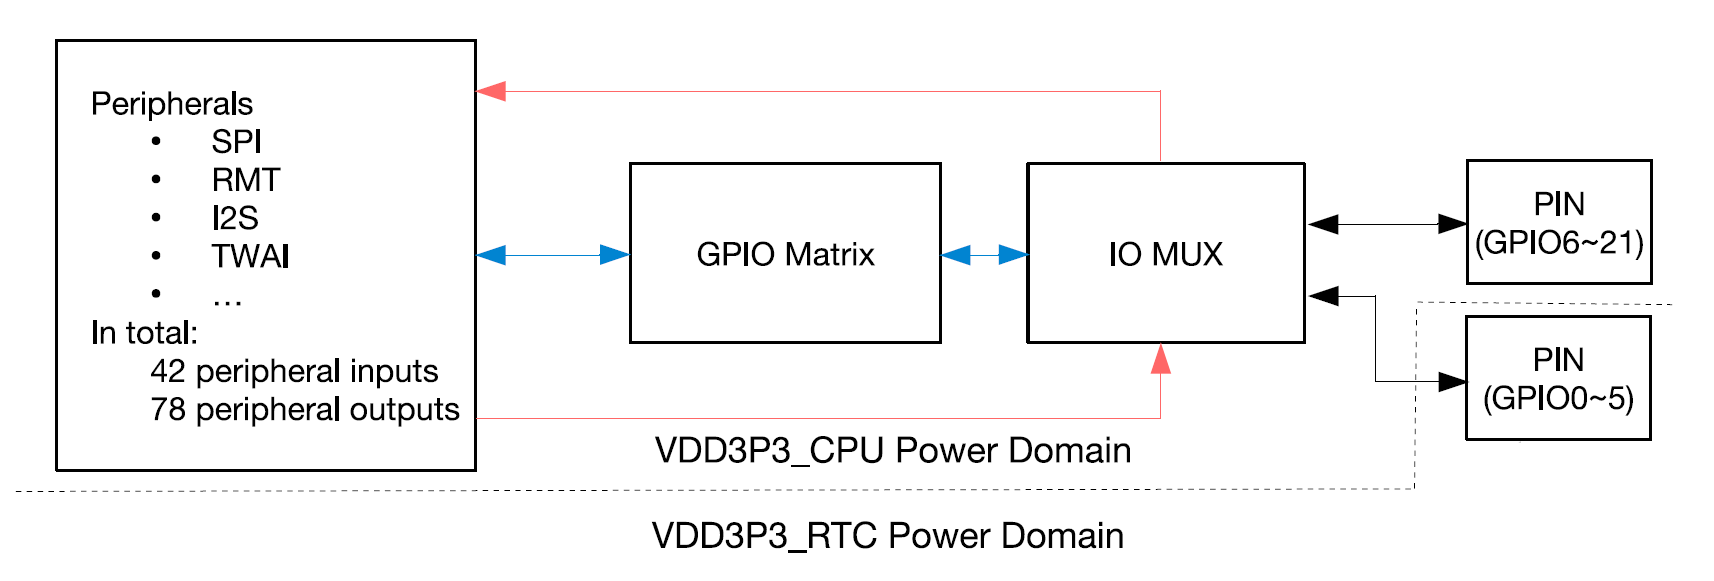 Peripherals
• SPI
• RMT
• I2S
• TWAI
• ...
In total:
42 peripheral inputs
78 peripheral outputs
GPIO Matrix
IO MUX
PIN
(GPIO6~21)
PIN
(GPIO0~5)
VDD3P3_CPU Power Domain
VDD3P3_RTC Power Domain